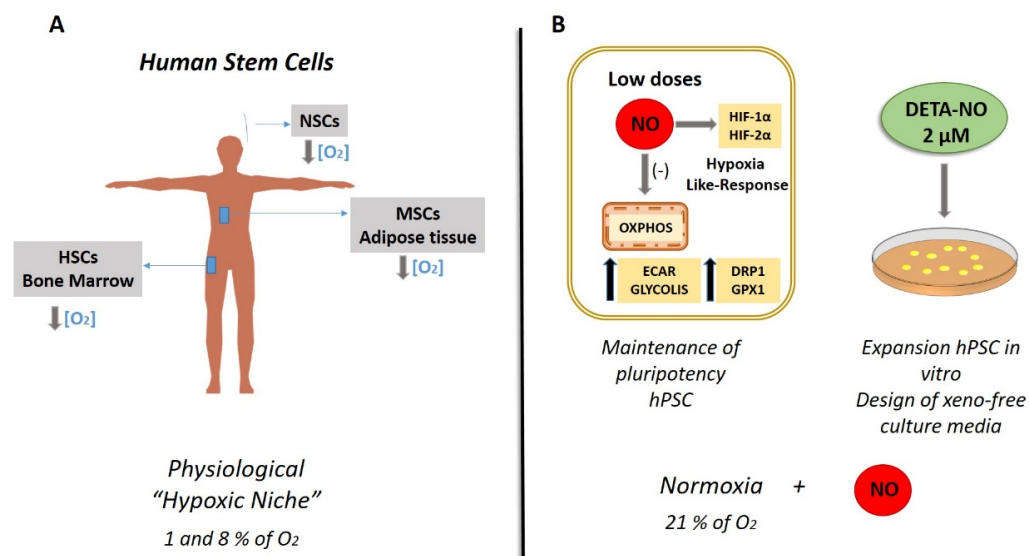 A
Human Stem Cells
NSCs
[O₂]
MSCs
Adipose tissue
[O₂]
HSCs
Bone Marrow
[O₂]
Physiological
“Hypoxic Niche”
1 and 8 % of O₂
B
Low doses
NO
HIF-1α
HIF-2α
(-)
Hypoxia
Like-Response
OXPHOS
ECAR
GLYCOLIS
DRP1
GPX1
Maintenance of
pluripotency
hPSC
DETA-NO
2 µM
Expansion hPSC in
vitro
Design of xeno-free
culture media
Normoxia + NO
21 % of O₂